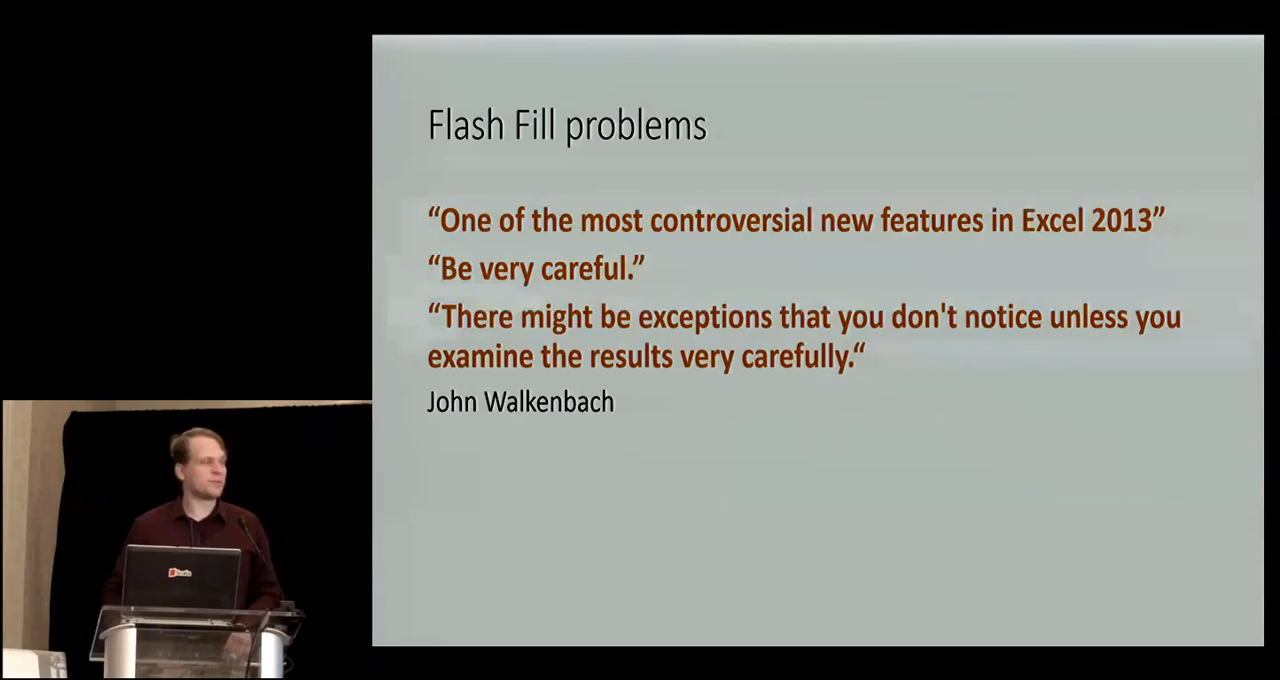 Flash Fill problems
“One of the most controversial new features in Excel 2013”
“Be very careful.”
“There might be exceptions that you don't notice unless you
examine the results very carefully.“
John Walkenbach